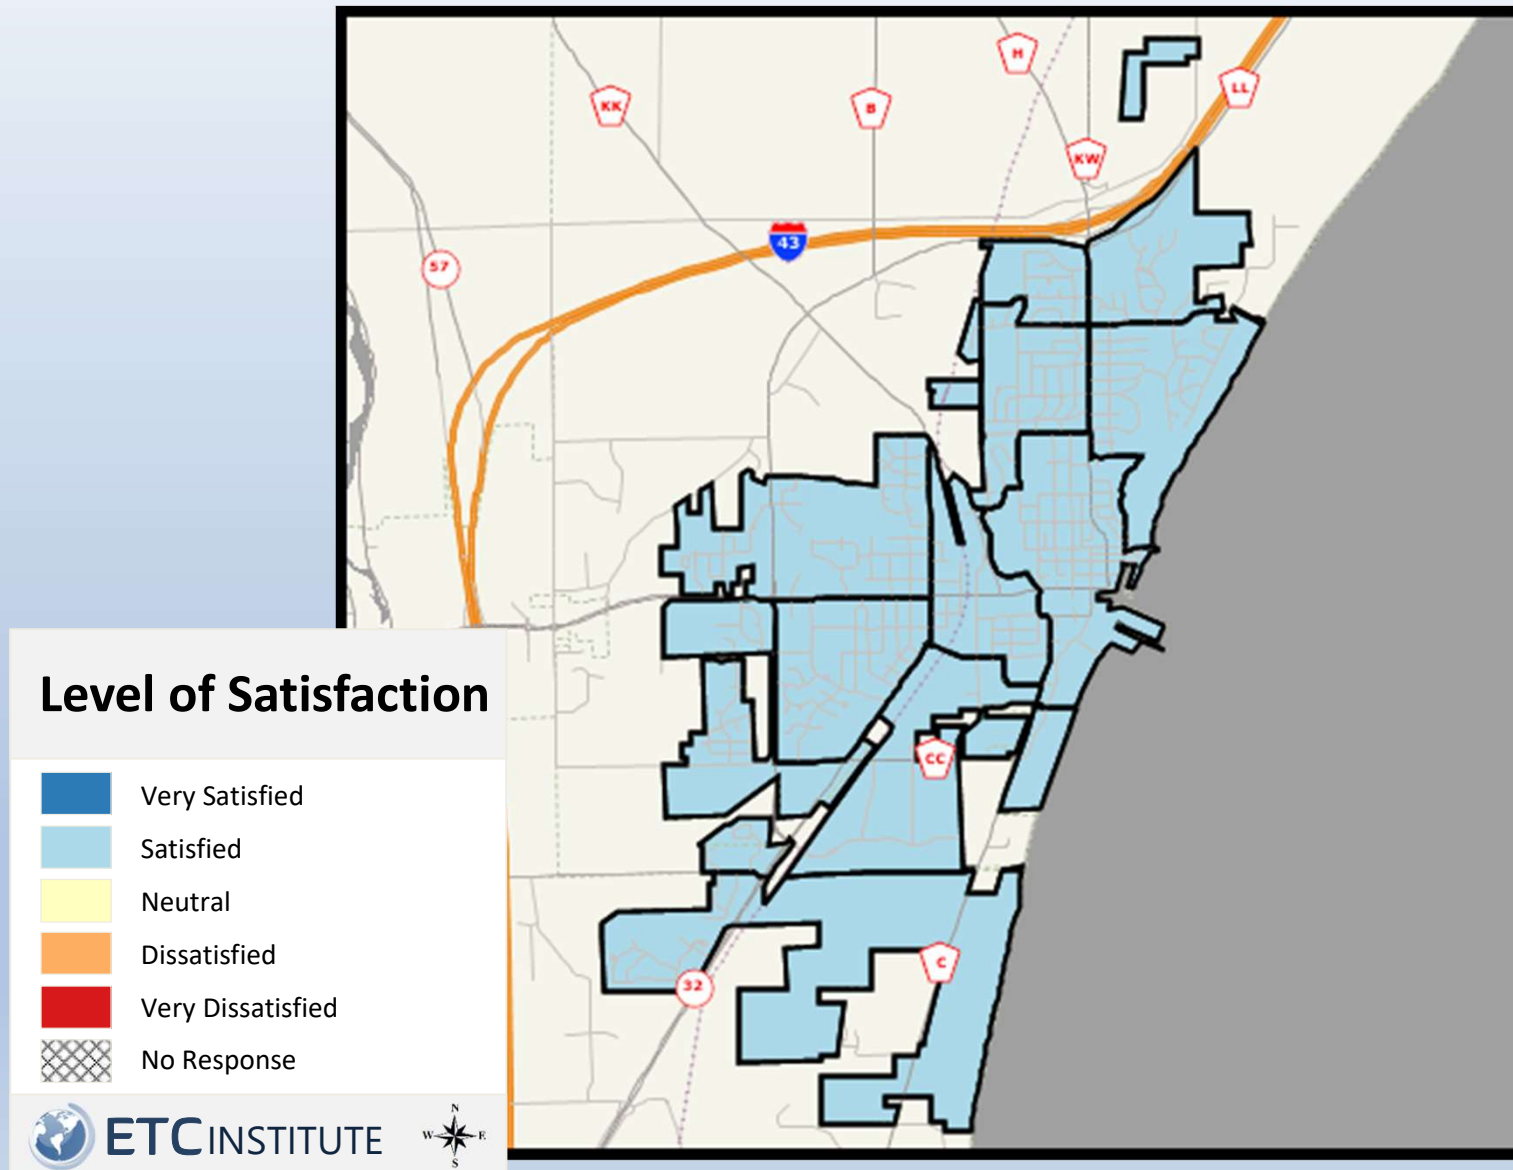 H
LL
KK
B
KW
43
57
CC
C
32
Level of Satisfaction
Very Satisfied
Satisfied
Neutral
Dissatisfied
Very Dissatisfied
No Response
ETC INSTITUTE
N
W E
S